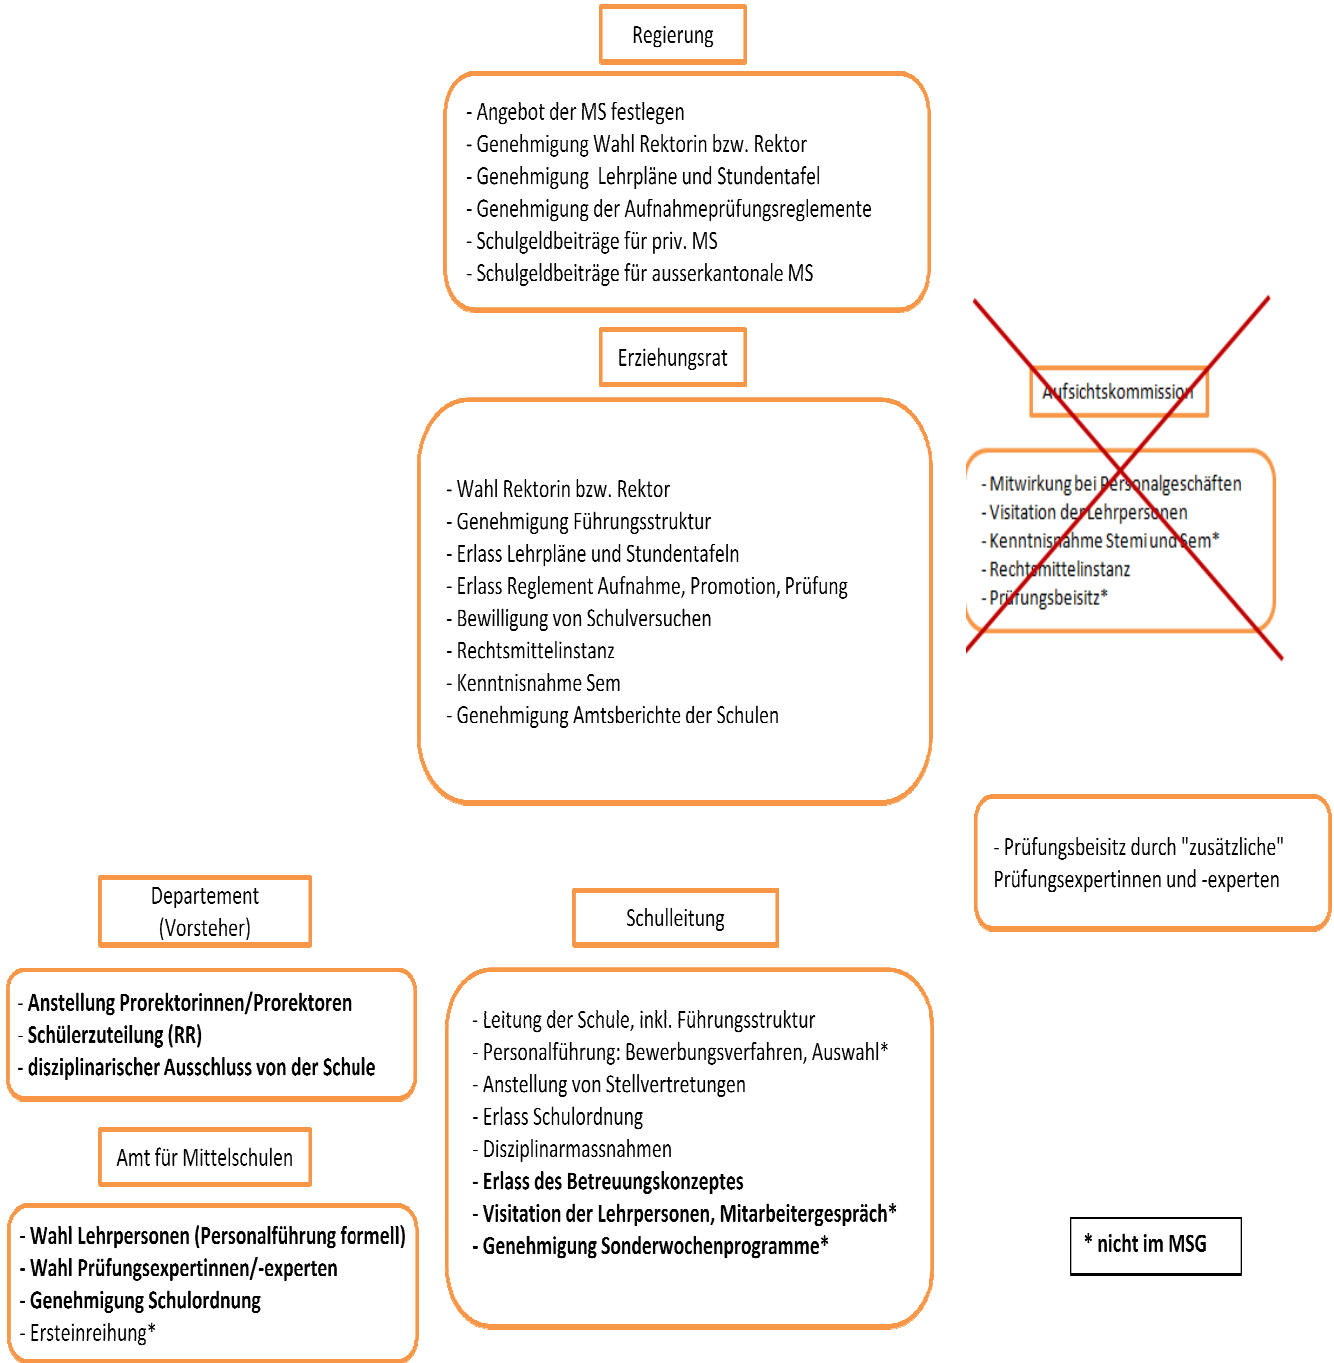 Regierung
- Angebot der MS festlegen
- Genehmigung Wahl Rektorin bzw. Rektor
- Genehmigung  Lehrpläne und Stundentafel
- Genehmigung der Aufnahmeprüfungsreglemente
- Schulgeldbeiträge für priv. MS
- Schulgeldbeiträge für ausserkantonale MS
Erziehungsrat
- Wahl Rektorin bzw. Rektor
- Genehmigung Führungsstruktur
- Erlass Lehrpläne und Stundentafeln
- Erlass Reglement Aufnahme, Promotion, Prüfung
- Bewilligung von Schulversuchen
- Rechtsmittelinstanz
- Kenntnisnahme Sem
- Genehmigung Amtsberichte der Schulen
Aufsichtskommission
- Mitwirkung bei Personalgeschäften
- Visitation der Lehrpersonen
- Kenntnisnahme Stemi und Sem*
- Rechtsmittelinstanz
- Prüfungsbeisitz*
- Prüfungsbeisitz durch "zusätzliche"
Prüfungsexpertinnen und -experten
Departement
(Vorsteher)
- Anstellung Prorektorinnen/Prorektoren
- Schülerzuteilung (RR)
- disziplinarischer Ausschluss von der Schule
Amt für Mittelschulen
- Wahl Lehrpersonen (Personalführung formell)
- Wahl Prüfungsexpertinnen/-experten
- Genehmigung Schulordnung
- Ersteinreihung*
Schulleitung
- Leitung der Schule, inkl. Führungsstruktur
- Personalführung: Bewerbungsverfahren, Auswahl*
- Anstellung von Stellvertretungen
- Erlass Schulordnung
- Disziplinarmassnahmen
- Erlass des Betreuungskonzeptes
- Visitation der Lehrpersonen, Mitarbeitergespräch*
- Genehmigung Sonderwochenprogramme*
* nicht im MSG